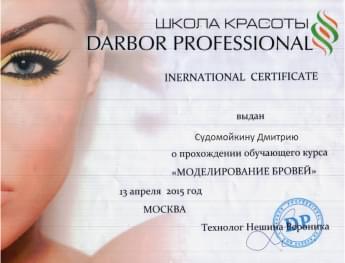 ШКОЛА КРАСОТЫ
DARBOR PROFESSIONAL
INERNATIONAL CERTIFICATE
выдан
Судомойкину Дмитрию
о прохождении обучающего курса
«МОДЕЛИРОВАНИЕ БРОВЕЙ»
13 апреля 2015 год
МОСКВА
DP
Технолог Нешина Вероника